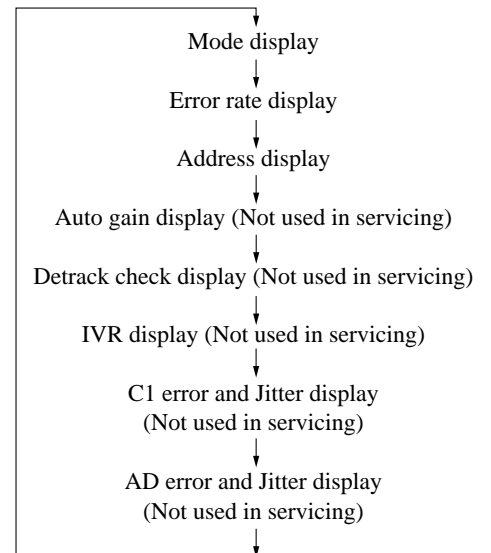 Mode display
Error rate display
Address display
Auto gain display (Not used in servicing)
Detrack check display (Not used in servicing)
IVR display (Not used in servicing)
C1 error and Jitter display
(Not used in servicing)
AD error and Jitter display
(Not used in servicing)